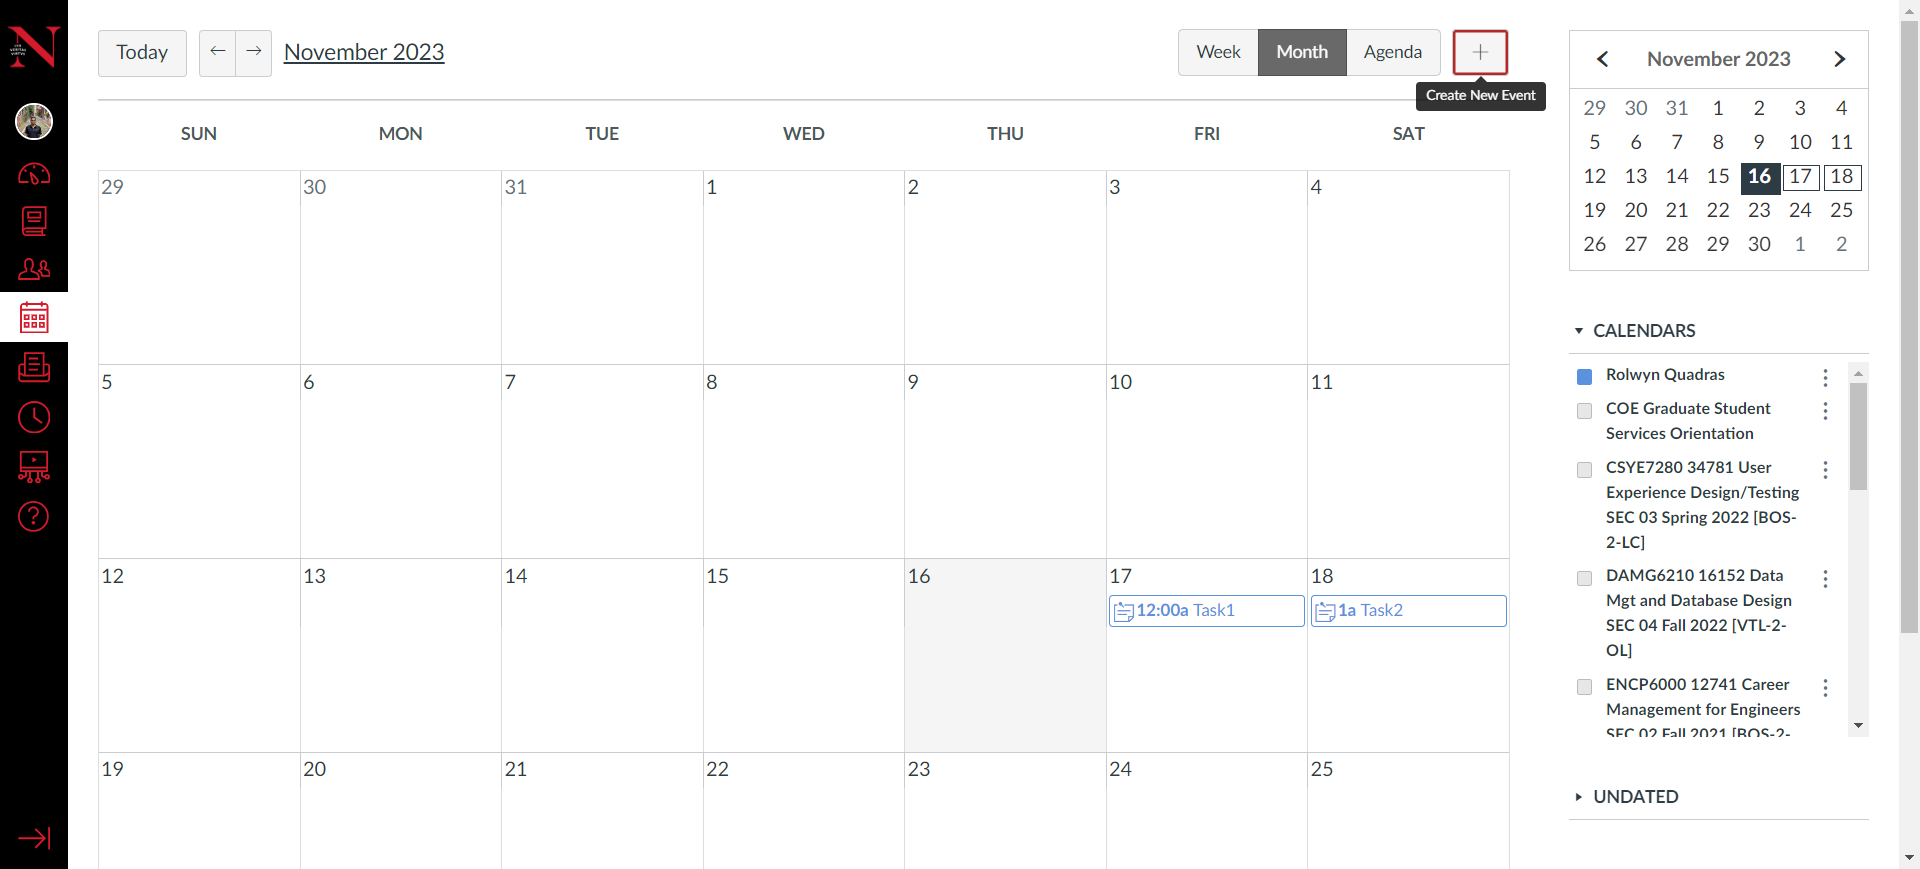 Today ← → November 2023
Week Month Agenda +
Create New Event
SUN MON TUE WED THU FRI SAT
29 30 31 1 2 3 4
5 6 7 8 9 10 11
12 13 14 15 16 17 18
12:00a Task1 1a Task2
19 20 21 22 23 24 25
November 2023
29 30 31 1 2 3 4
5 6 7 8 9 10 11
12 13 14 15 16 17 18
19 20 21 22 23 24 25
26 27 28 29 30 1 2
CALENDARS
Rolwyn Quadras
COE Graduate Student
Services Orientation
CSYE7280 34781 User
Experience Design/Testing
SEC 03 Spring 2022 [BOS-
2-LC]
DAMG6210 16152 Data
Mgt and Database Design
SEC 04 Fall 2022 [VTL-2-
OL]
ENCP6000 12741 Career
Management for Engineers
SEC 02 Fall 2021 [BOS-2-
UNDATED